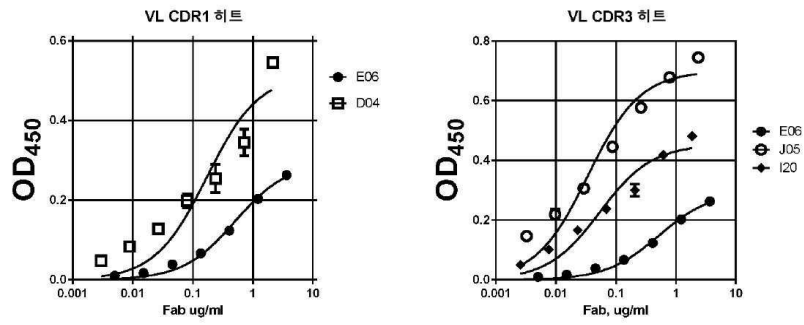 VL CDR1 히트
OD450
0.6
0.4
0.2
0.0
0.001
0.01
0.1
1
10
Fab ug/ml
E06
D04
VL CDR3 히트
OD450
0.8
0.6
0.4
0.2
0.0
0.001
0.01
0.1
1
10
Fab, ug/ml
E06
J05
I20